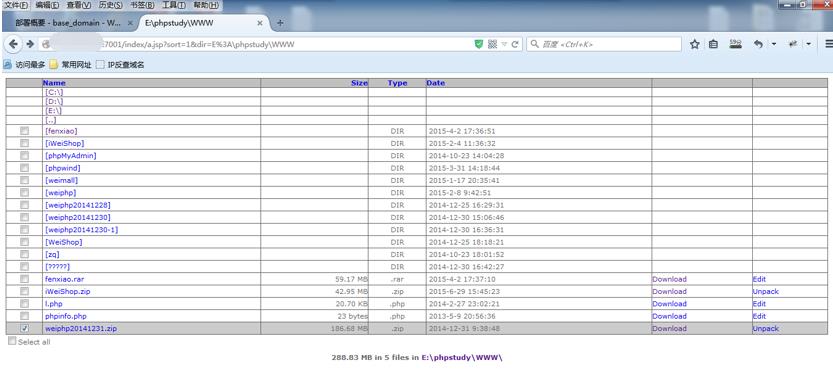 文件(F) 编辑(E) 查看(V) 历史(S) 书签(B) 工具(T) 帮助(H)
部署概要 - base_domain - W... × E:\phpstudy\WWW × +
:7001/index/a.jsp?sort=1&dir=E%3A\phpstudy\WWW 百度 <Ctrl+K>
访问最多 常用网址 IP反查域名
Name Size Type Date
[C:\]
[D:\]
[E:\]
[..]
[fenxiao] DIR 2015-4-2 17:36:51
[iWeiShop] DIR 2015-2-4 11:36:32
[phpMyAdmin] DIR 2014-10-23 14:04:28
[phpwind] DIR 2015-3-31 14:18:44
[weimall] DIR 2015-1-17 20:35:41
[weiphp] DIR 2015-2-8 9:42:51
[weiphp20141228] DIR 2014-12-25 16:29:31
[weiphp20141230] DIR 2014-12-30 15:06:46
[weiphp20141230-1] DIR 2014-12-30 16:36:31
[WeiShop] DIR 2014-12-25 18:18:21
[zq] DIR 2014-10-23 18:01:52
[?????] DIR 2014-12-30 16:42:27
fenxiao.rar 59.17 MB .rar 2015-4-2 17:37:10 Download Edit
iWeiShop.zip 42.95 MB .zip 2015-6-29 15:45:23 Download Unpack
l.php 20.70 KB .php 2014-2-27 23:02:21 Download Edit
phpinfo.php 23 bytes .php 2013-5-9 20:56:36 Download Edit
weiphp20141231.zip 186.68 MB .zip 2014-12-31 9:38:48 Download Unpack
Select all
288.83 MB in 5 files in E:\phpstudy\WWW\